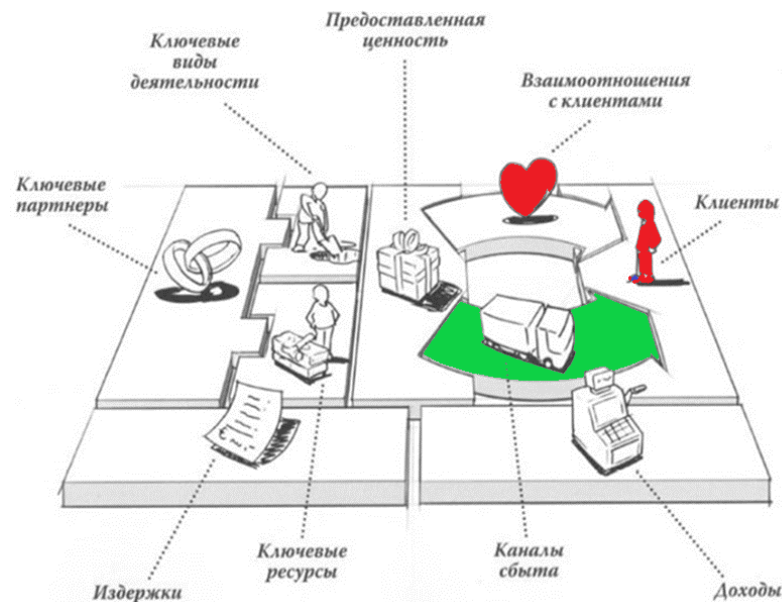 Предоставленная
ценность
Ключевые
виды
деятельности
Взаимоотношения
с клиентами
Ключевые
партнеры
Клиенты
Издержки
Ключевые
ресурсы
Каналы
сбыта
Доходы